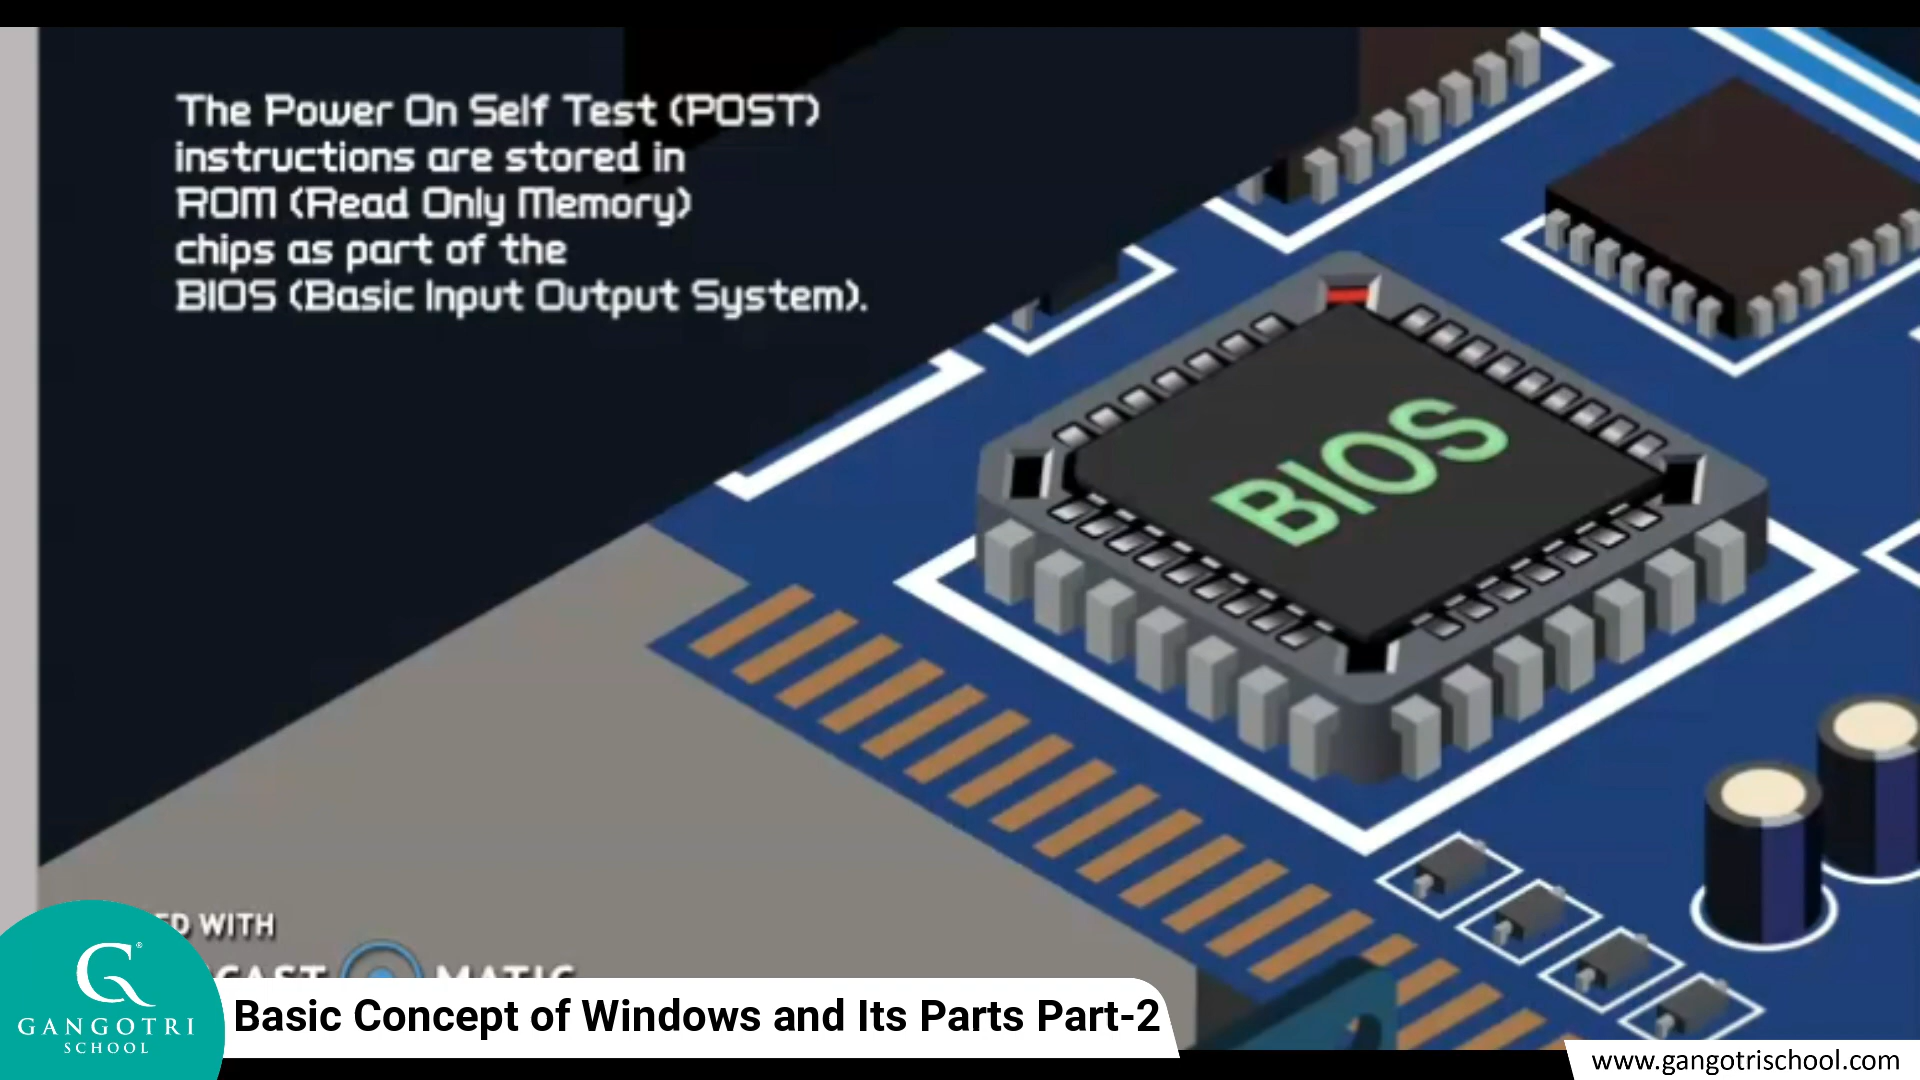 The Power On Self Test (POST)
instructions are stored in
ROM (Read Only Memory)
chips as part of the
BIOS (Basic Input Output System).
BIOS
WITH
MATIC
G®
GANGOTRI
SCHOOL
Basic Concept of Windows and Its Parts Part-2
www.gangotrischool.com